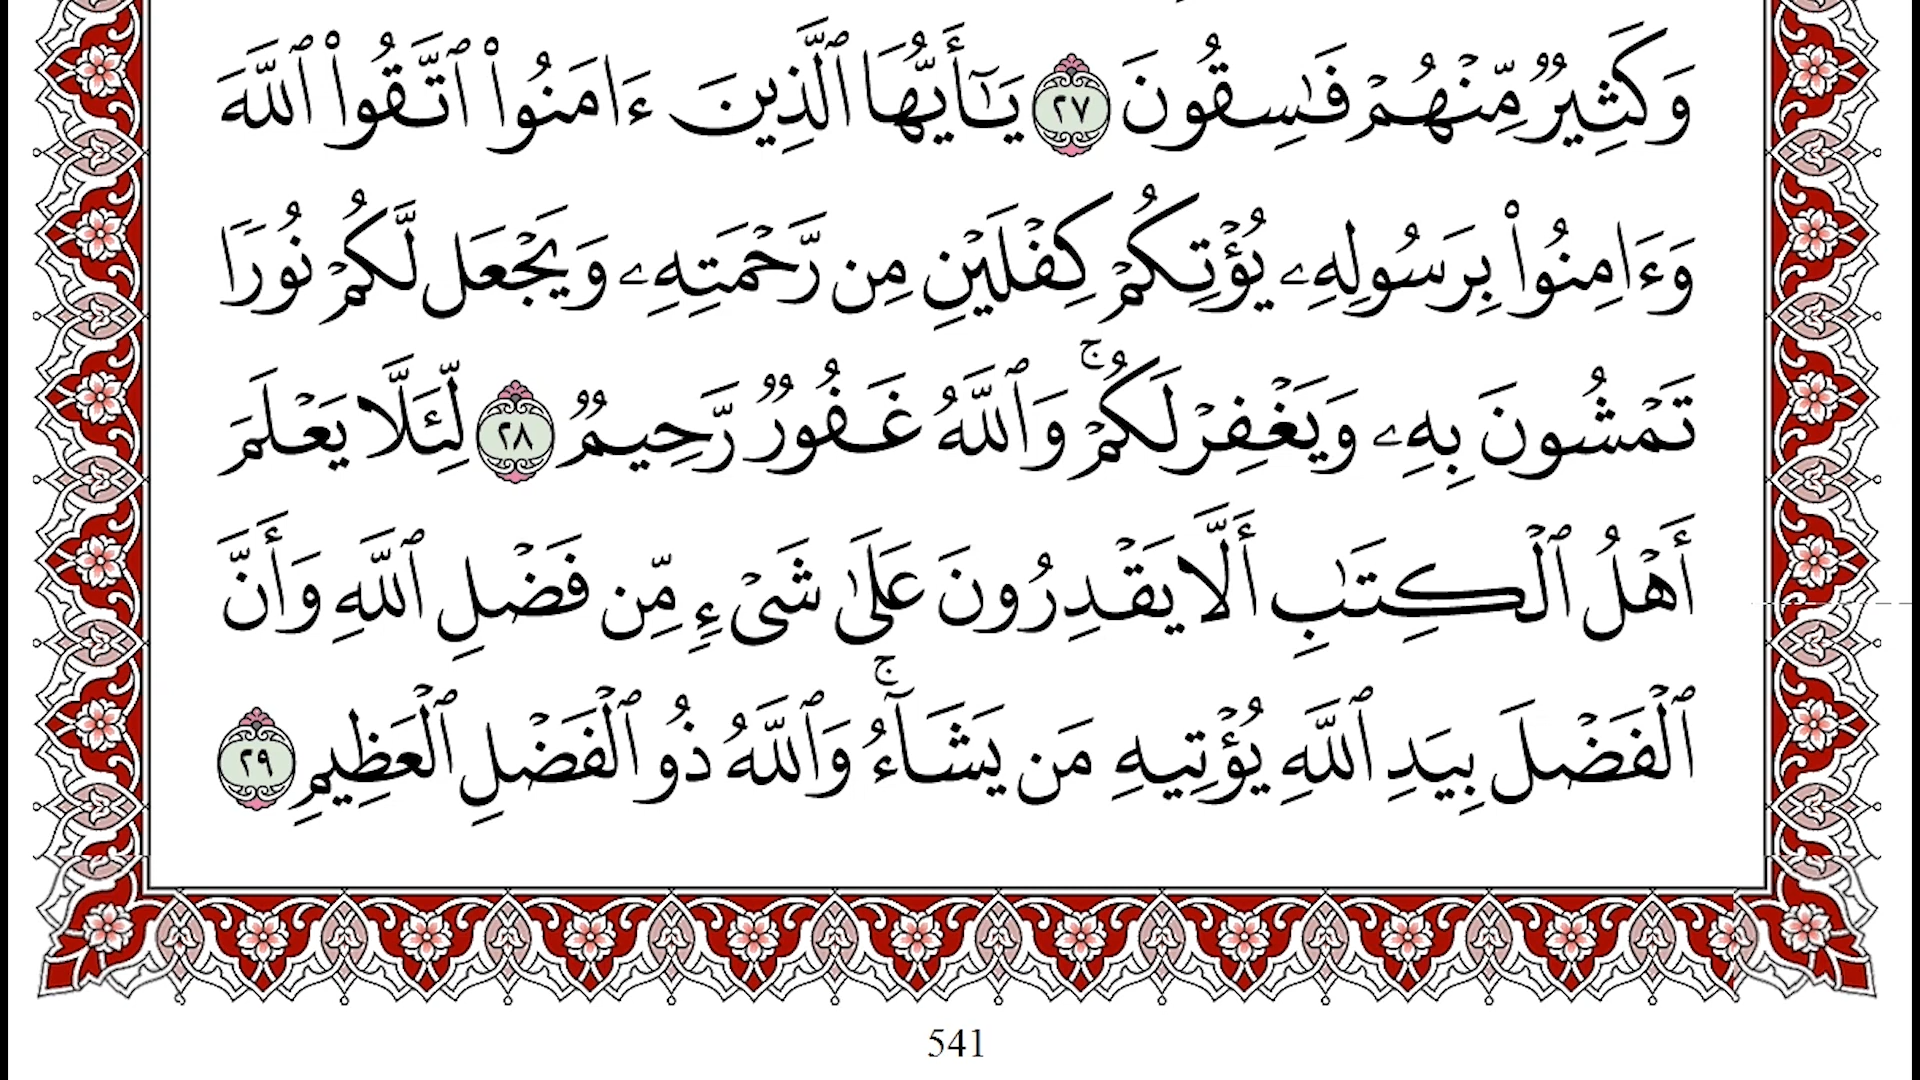 وَكَثِيرٌ مِّنْهُمْ فَـٰسِقُونَ ٢٧ يَـٰٓأَيُّهَا ٱلَّذِينَ ءَامَنُوا۟ ٱتَّقُوا۟ ٱللَّهَ
وَءَامِنُوا۟ بِرَسُولِهِۦ يُؤْتِكُمْ كِفْلَيْنِ مِن رَّحْمَتِهِۦ وَيَجْعَل لَّكُمْ نُورًا
تَمْشُونَ بِهِۦ وَيَغْفِرْ لَكُمْ ۚ وَٱللَّهُ غَفُورٌ رَّحِيمٌ ٢٨ لِّئَلَّا يَعْلَمَ
أَهْلُ ٱلْكِتَـٰبِ أَلَّا يَقْدِرُونَ عَلَىٰ شَىْءٍ مِّن فَضْلِ ٱللَّهِ وَأَنَّ
ٱلْفَضْلَ بِيَدِ ٱللَّهِ يُؤْتِيهِ مَن يَشَآءُ ۚ وَٱللَّهُ ذُو ٱلْفَضْلِ ٱلْعَظِيمِ ٢٩
541